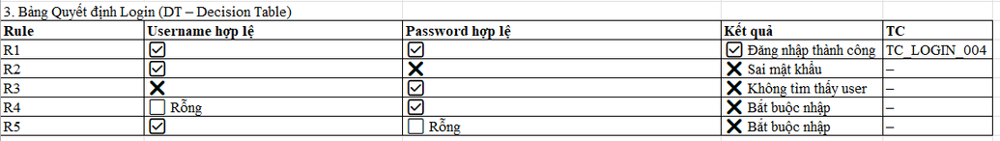 3. Bảng Quyết định Login (DT – Decision Table)
Rule Username hợp lệ Password hợp lệ Kết quả TC
R1 ☑ ☑ ☑ Đăng nhập thành công TC_LOGIN_004
R2 ☑ ❌ ❌ Sai mật khẩu –
R3 ❌ ☑ ❌ Không tìm thấy user –
R4 ☐ Rỗng ☑ ❌ Bắt buộc nhập –
R5 ☑ ☐ Rỗng ❌ Bắt buộc nhập –